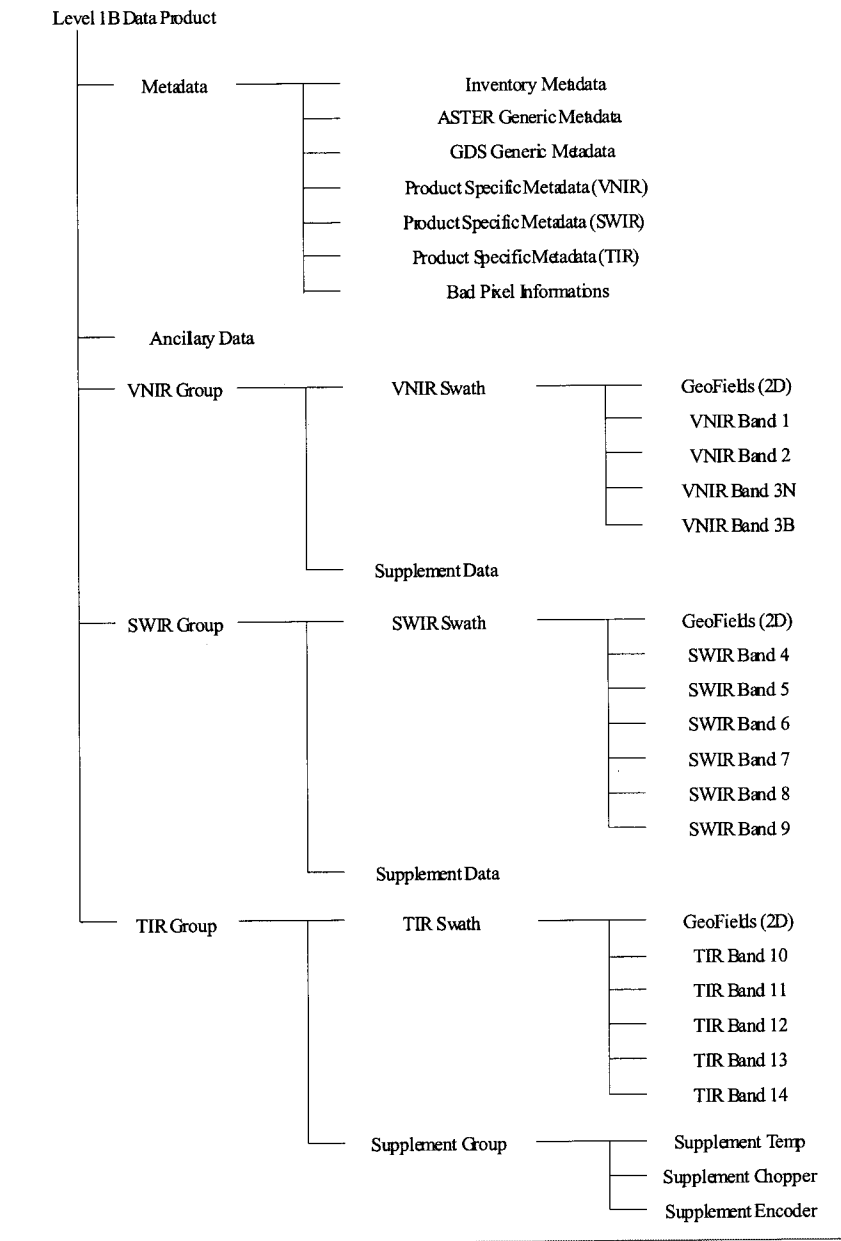 Level 1B Data Product
Metadata
Inventory Metadata
ASTER Generic Metadata
GDS Generic Metadata
Product Specific Metadata (VNIR)
Product Specific Metadata (SWIR)
Product Specific Metadata (TIR)
Bad Pixel Informations
Ancillary Data
VNIR Group
VNIR Swath
GeoFields (2D)
VNIR Band 1
VNIR Band 2
VNIR Band 3N
VNIR Band 3B
Supplement Data
SWIR Group
SWIR Swath
GeoFields (2D)
SWIR Band 4
SWIR Band 5
SWIR Band 6
SWIR Band 7
SWIR Band 8
SWIR Band 9
Supplement Data
TIR Group
TIR Swath
GeoFields (2D)
TIR Band 10
TIR Band 11
TIR Band 12
TIR Band 13
TIR Band 14
Supplement Group
Supplement Temp
Supplement Chopper
Supplement Encoder